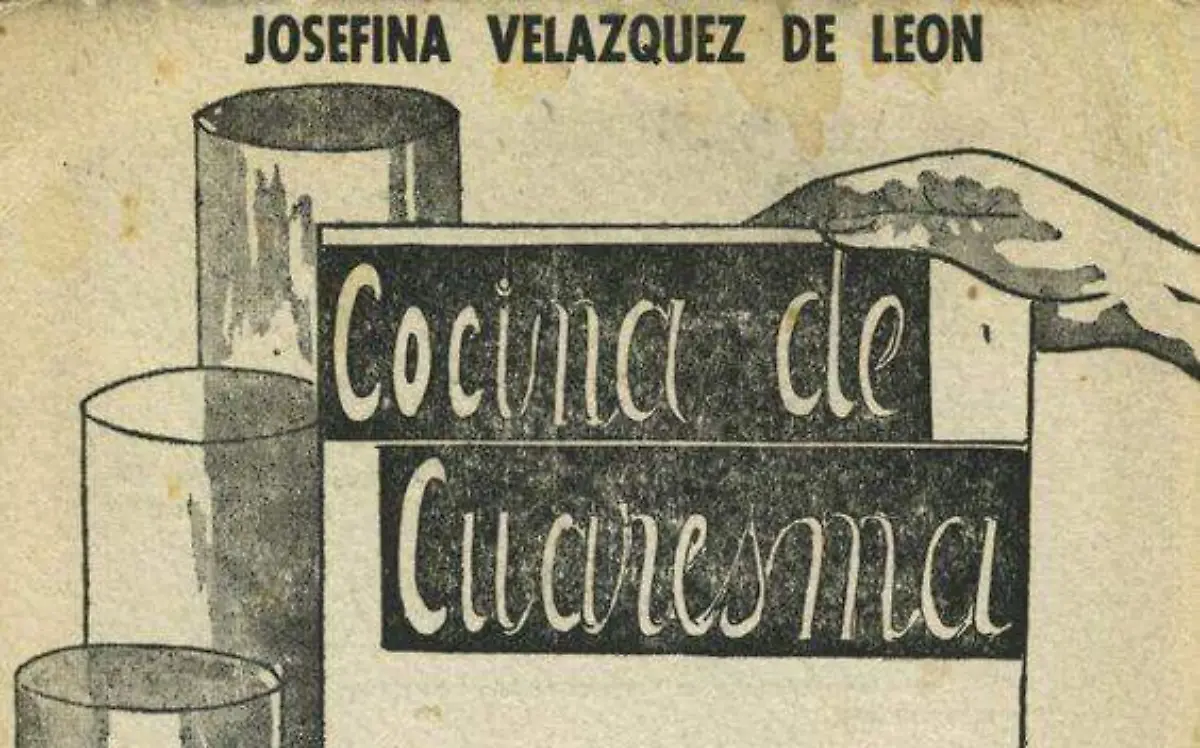 JOSEFINA VELAZQUEZ DE LEON
Cocina de
Cuaresma